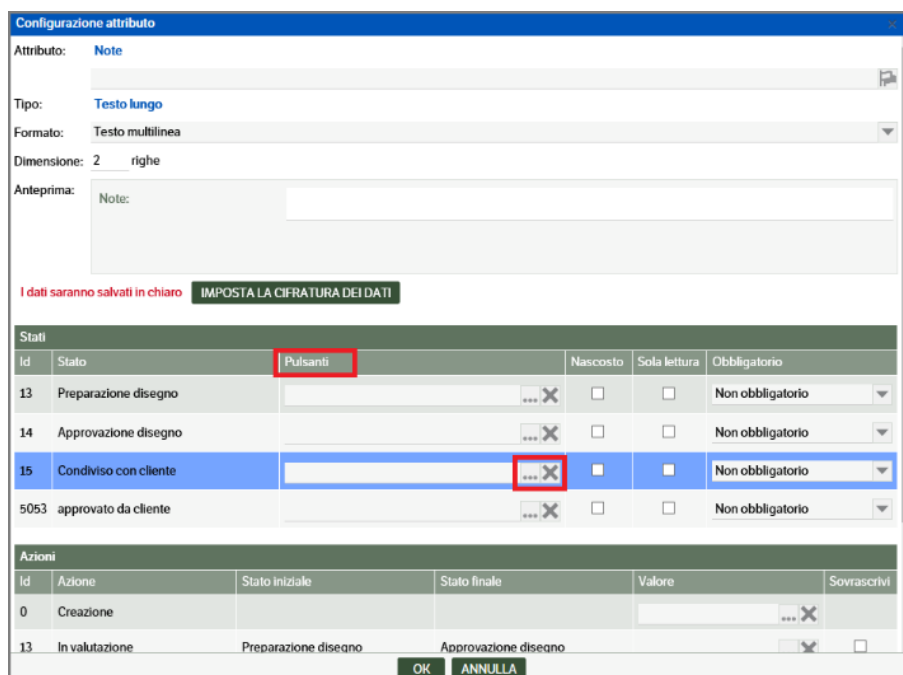 Configurazione attributo
Attributo: Note
Tipo: Testo lungo
Formato: Testo multilinea
Dimensione: 2 righe
Anteprima: Note:
I dati saranno salvati in chiaro IMPOSTA LA CIFRATURA DEI DATI
Stati
Id Stato Pulsanti Nascosto Sola lettura Obbligatorio
13 Preparazione disegno ... Non obbligatorio
14 Approvazione disegno ... Non obbligatorio
15 Condiviso con cliente ... Non obbligatorio
5053 approvato da cliente ... Non obbligatorio
Azioni
Id Azione Stato iniziale Stato finale Valore Sovrascrivi
0 Creazione ...
13 In valutazione Preparazione disegno Approvazione disegno
OK ANNULLA